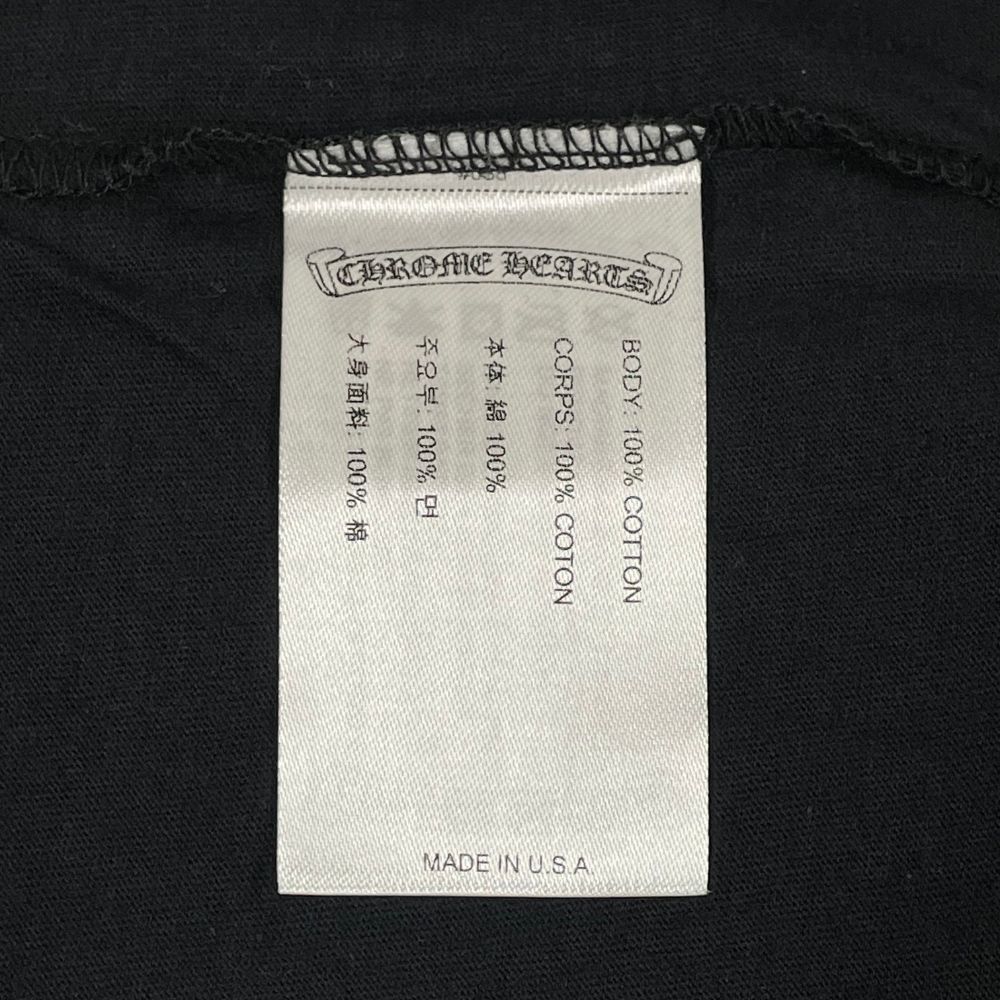 CHROME HEARTS
BODY: 100% COTTON
CORPS: 100% COTON
本体: 綿 100%
주요부: 100% 면
大身面料: 100% 棉
MADE IN U.S.A.